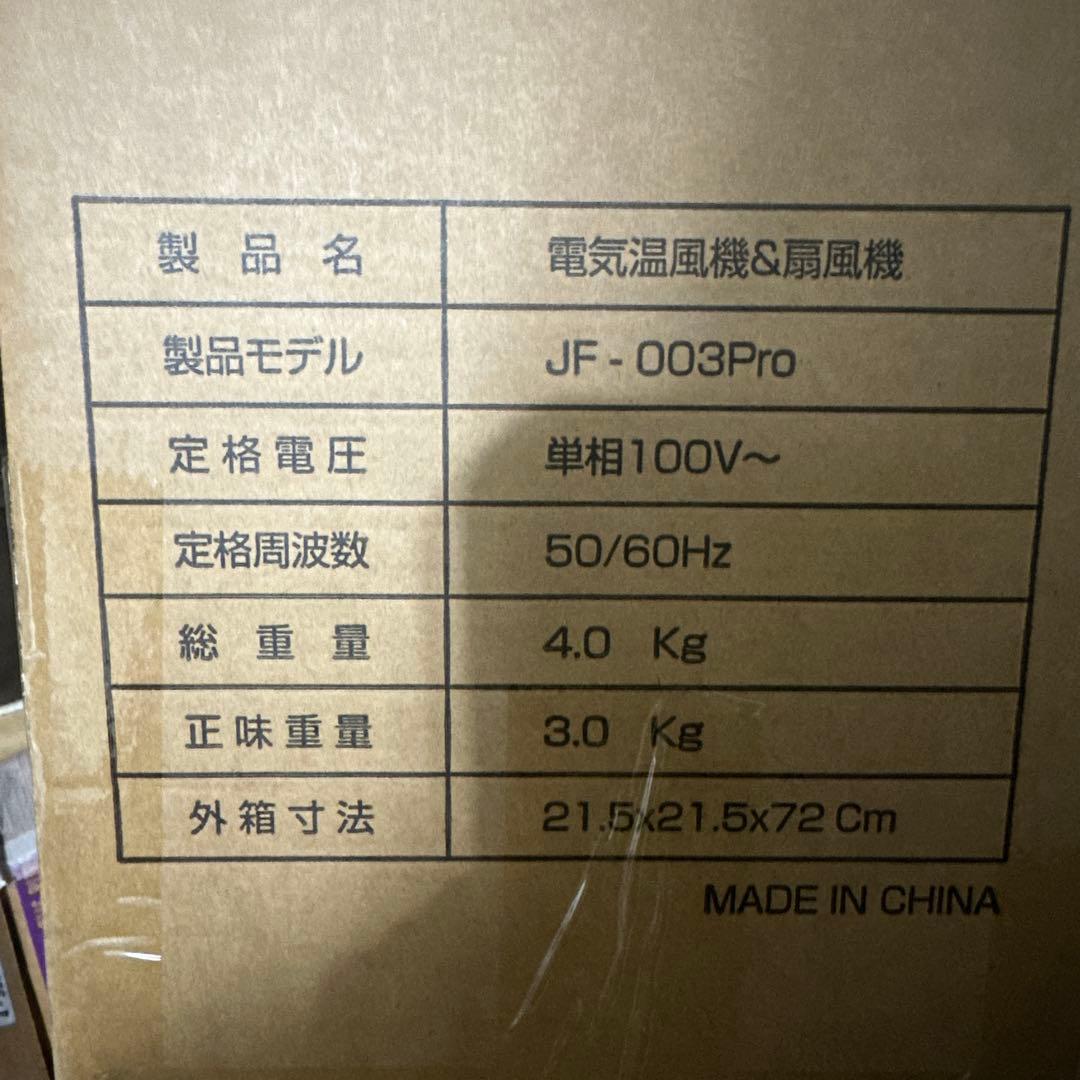 製品名 電気温風機&扇風機
製品モデル JF-003Pro
定格電圧 単相100V～
定格周波数 50/60Hz
総重量 4.0 Kg
正味重量 3.0 Kg
外箱寸法 21.5x21.5x72 Cm
MADE IN CHINA